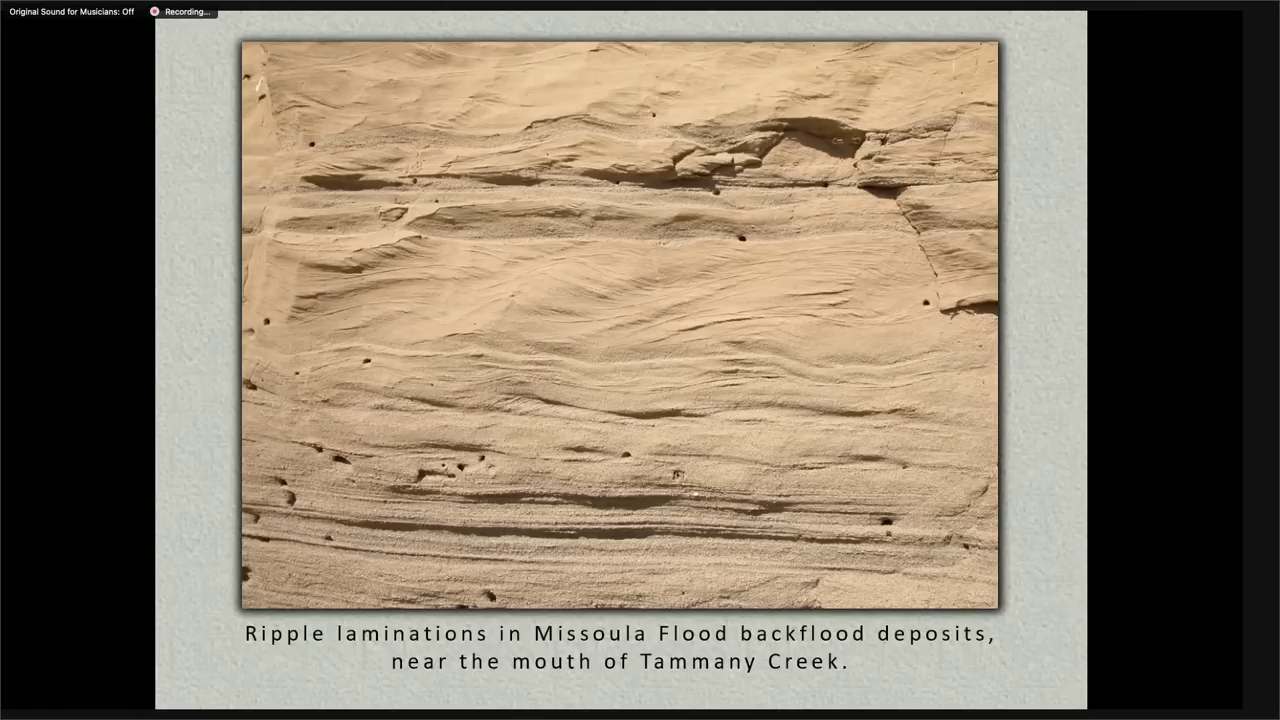 Original Sound for Musicians: Off
Recording...
Ripple laminations in Missoula Flood backflood deposits,
near the mouth of Tammany Creek.